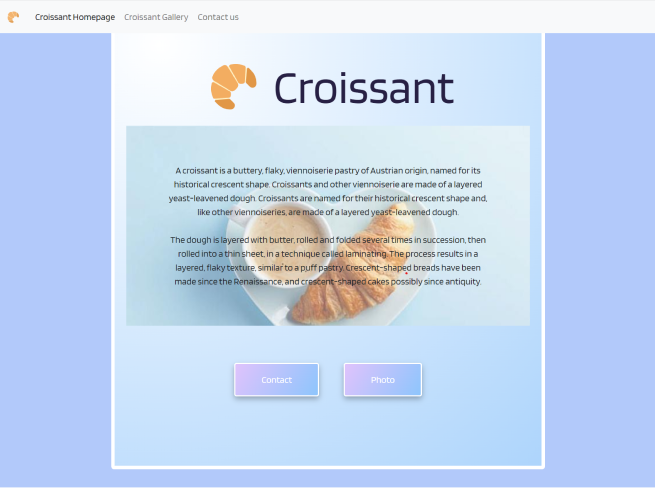 Croissant Homepage Croissant Gallery Contact us
Croissant
A croissant is a buttery, flaky, viennoiserie pastry of Austrian origin, named for its
historical crescent shape. Croissants and other viennoiserie are made of a layered
yeast-leavened dough. Croissants are named for their historical crescent shape and,
like other viennoiseries, are made of a layered yeast-leavened dough.
The dough is layered with butter, rolled and folded several times in succession, then
rolled into a thin sheet, in a technique called laminating. The process results in a
layered, flaky texture, similar to a puff pastry. Crescent-shaped breads have been
made since the Renaissance, and crescent-shaped cakes possibly since antiquity.
Contact Photo